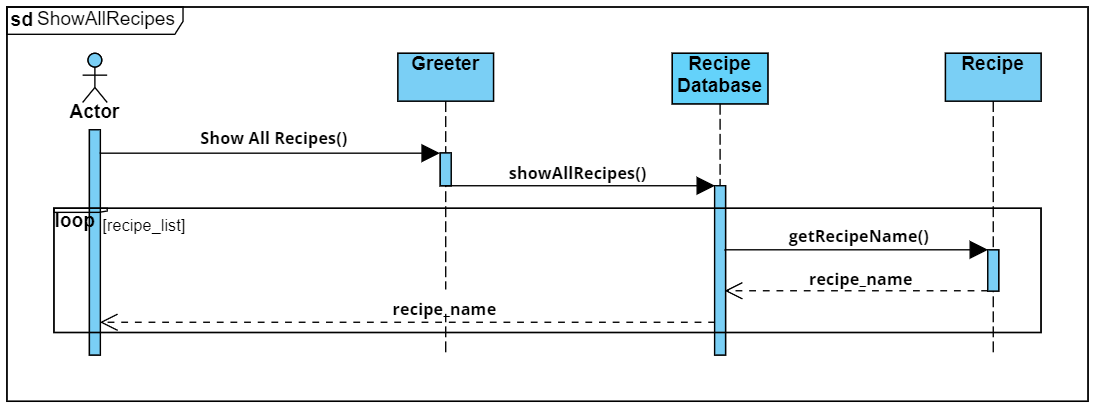 sd ShowAllRecipes
Actor
Greeter
Recipe
Database
Recipe
Show All Recipes()
showAllRecipes()
loop [recipe_list]
getRecipeName()
recipe_name
recipe_name